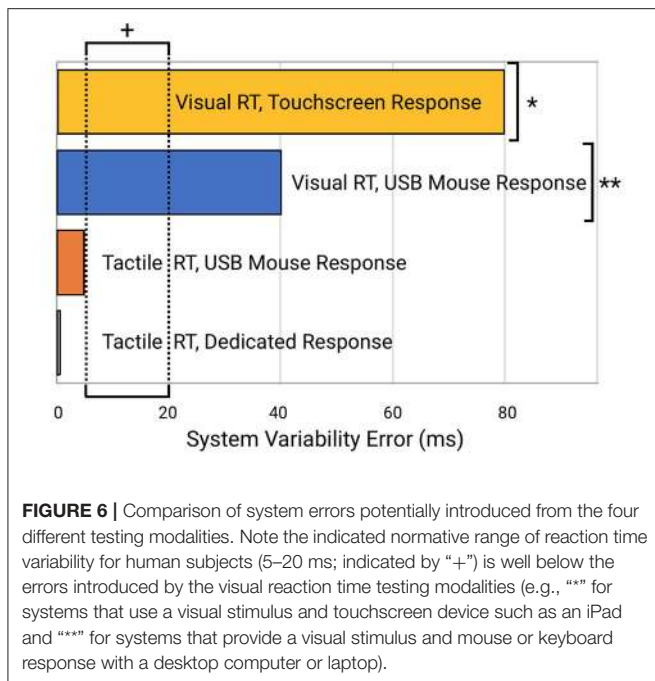 +
Visual RT, Touchscreen Response
*
Visual RT, USB Mouse Response
**
Tactile RT, USB Mouse Response
Tactile RT, Dedicated Response
0 20 40 60 80
System Variability Error (ms)
FIGURE 6 | Comparison of system errors potentially introduced from the four
different testing modalities. Note the indicated normative range of reaction time
variability for human subjects (5–20 ms; indicated by “+”) is well below the
errors introduced by the visual reaction time testing modalities (e.g., “*” for
systems that use a visual stimulus and touchscreen device such as an iPad
and “**” for systems that provide a visual stimulus and mouse or keyboard
response with a desktop computer or laptop).